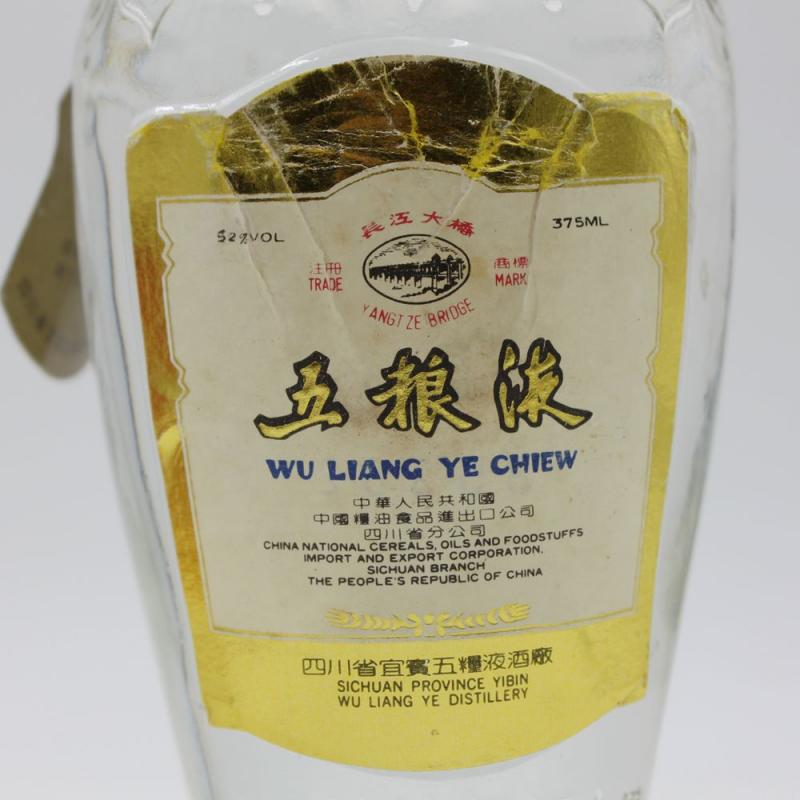 52%VOL
375ML
長江大橋
注册
商標
TRADE
MARK
YANGTZE BRIDGE
五粮液
WU LIANG YE CHIEW
中華人民共和國
中國糧油食品進出口公司
四川省分公司
CHINA NATIONAL CEREALS, OILS AND FOODSTUFFS
IMPORT AND EXPORT CORPORATION.
SICHUAN BRANCH
THE PEOPLE'S REPUBLIC OF CHINA
四川省宜賓五糧液酒廠
SICHUAN PROVINCE YIBIN
WU LIANG YE DISTILLERY